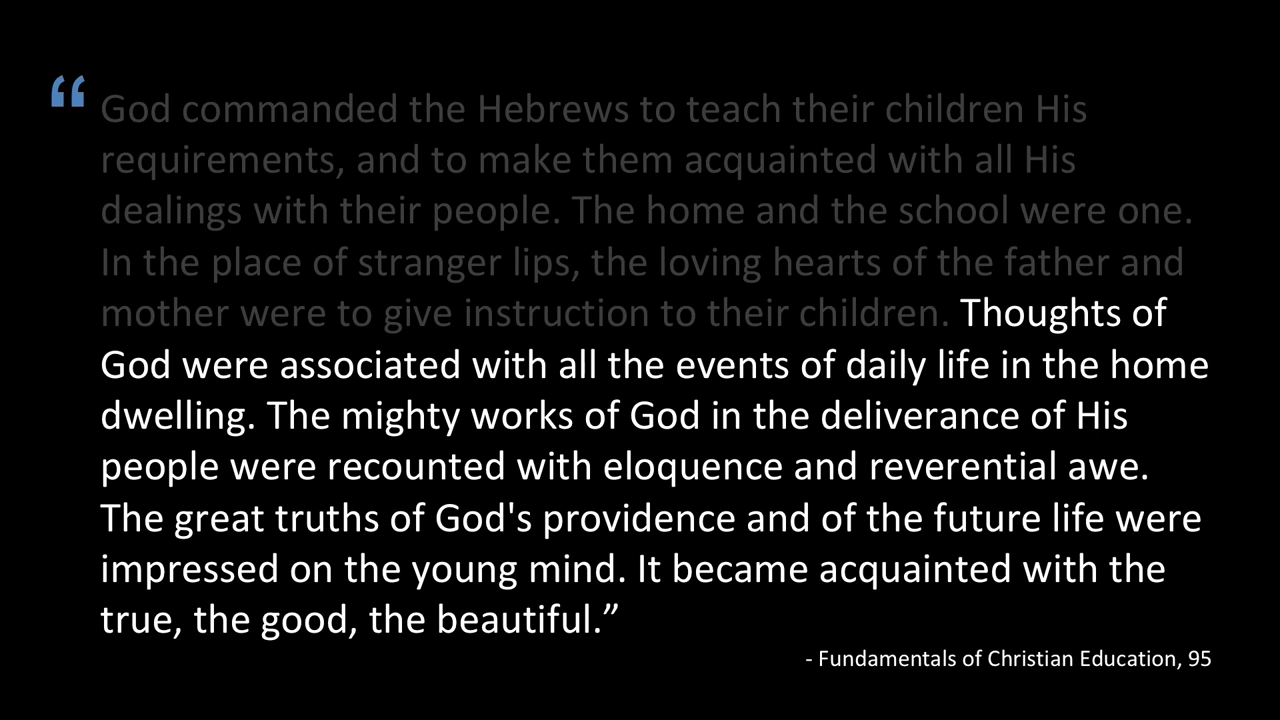 “ God commanded the Hebrews to teach their children His
requirements, and to make them acquainted with all His
dealings with their people. The home and the school were one.
In the place of stranger lips, the loving hearts of the father and
mother were to give instruction to their children. Thoughts of
God were associated with all the events of daily life in the home
dwelling. The mighty works of God in the deliverance of His
people were recounted with eloquence and reverential awe.
The great truths of God's providence and of the future life were
impressed on the young mind. It became acquainted with the
true, the good, the beautiful.”
- Fundamentals of Christian Education, 95